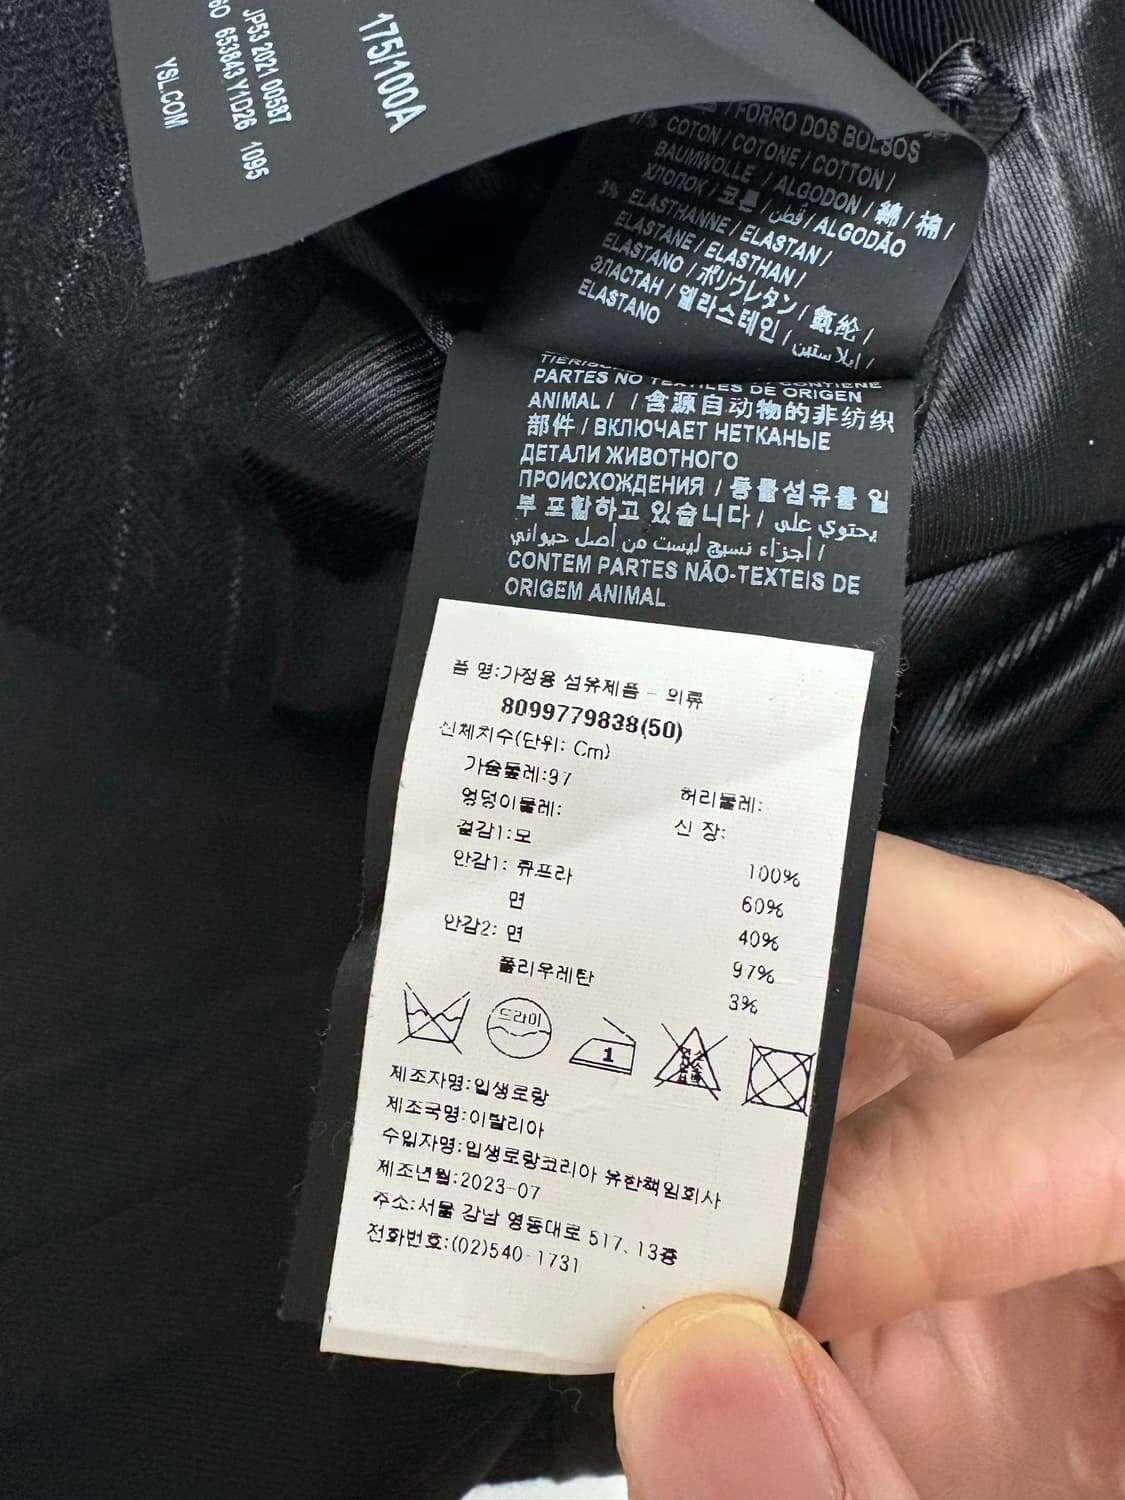 175/100A
JP53 2021 00587
653843 Y1D26 1095
YSL.COM
/ FORRO DOS BOLSOS
COTON / COTONE / COTTON /
BAUMWOLLE / ALGODON / 綿 / 棉 /
ХЛОПОК / 코튼 / قطن / ALGODÃO
3% ELASTHANNE / ELASTAN /
ELASTANE / ELASTHAN /
ELASTANO / ポリウレタン / 氨纶 /
ЭЛАСТАН / 엘라스테인 / إيلاستين /
ELASTANO
PARTES NO TEXTILES DE ORIGEN
ANIMAL / / 含源自动物的非纺织
部件 / ВКЛЮЧАЕТ НЕТКАНЫЕ
ДЕТАЛИ ЖИВОТНОГО
ПРОИСХОЖДЕНИЯ / 동물섬유를 일
부 포함하고 있습니다 / يحتوي على
أجزاء نسيج ليست من أصل حيواني /
CONTEM PARTES NÃO-TEXTEIS DE
ORIGEM ANIMAL
품 명:가정용 섬유제품 - 의류
8099779838(50)
신체치수(단위: Cm)
가슴둘레:97 허리둘레:
엉덩이둘레: 신 장:
겉감1:모 100%
안감1: 큐프라 60%
면 40%
안감2: 면 97%
폴리우레탄 3%
드라이
1
염소표백
제조자명:입생로랑
제조국명:이탈리아
수입자명:입생로랑코리아 유한책임회사
제조년월:2023-07
주소:서울 강남 영동대로 517, 13층
전화번호:(02)540-1731